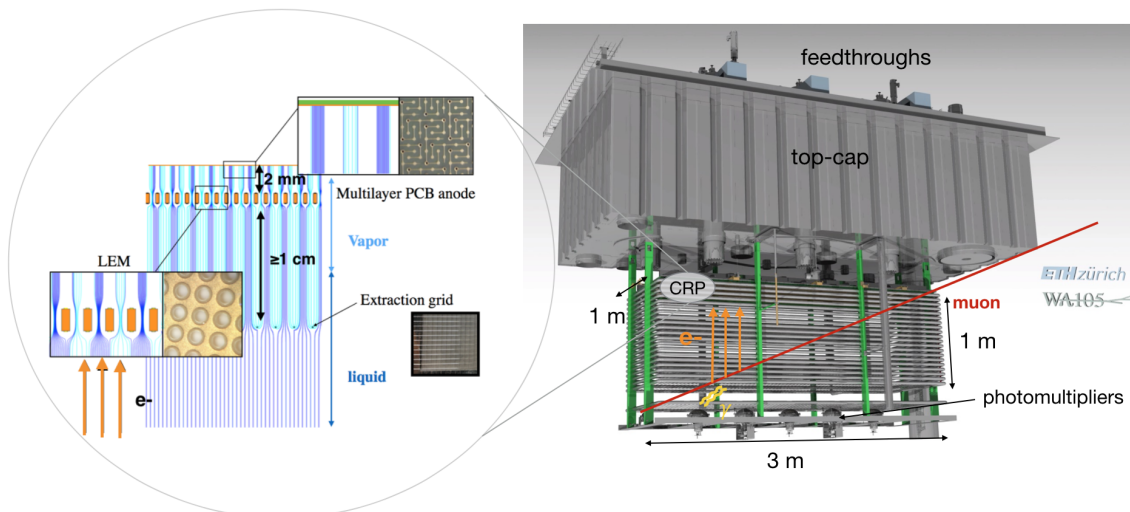 2 mm
Multilayer PCB anode
Vapor
LEM
≥1 cm
Extraction grid
liquid
e-
feedthroughs
top-cap
ETHzürich
WA105
CRP
muon
1 m
e-
1 m
γ
photomultipliers
3 m